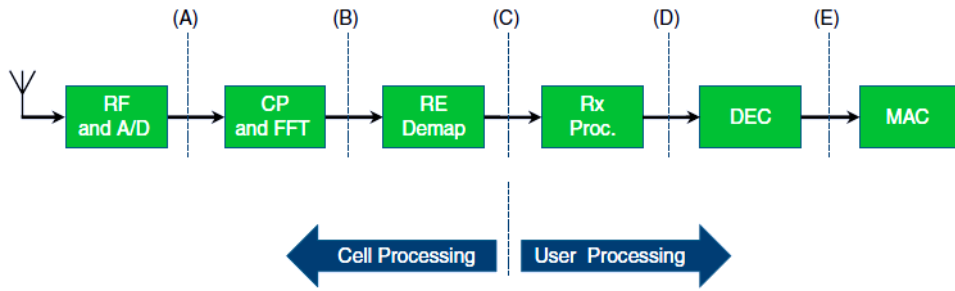 (A) (B) (C) (D) (E)
RF
and A/D
CP
and FFT
RE
Demap
Rx
Proc.
DEC
MAC
Cell Processing
User Processing